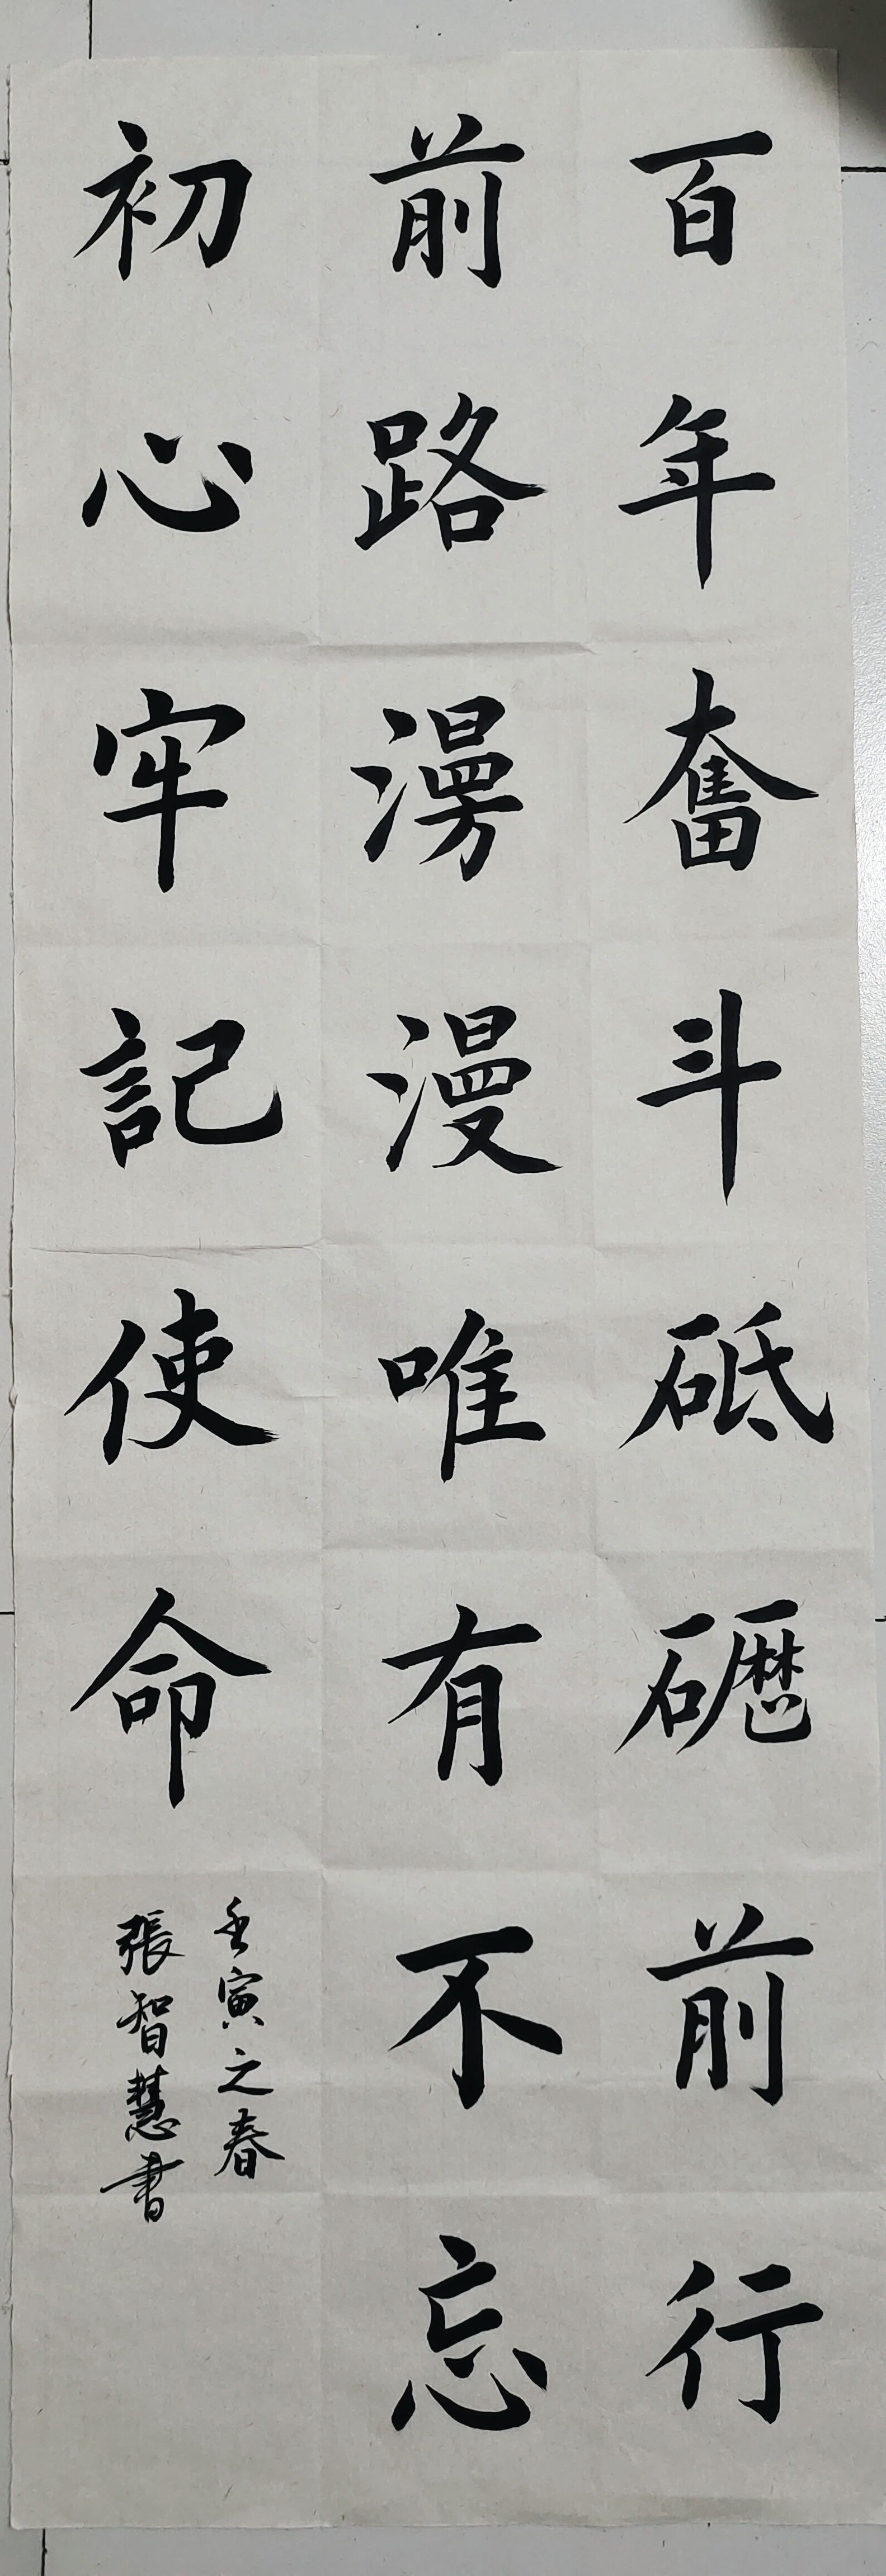 百年奮斗砥礪前行
前路漫漫唯有不忘
初心牢記使命
壬寅之春
張智慧書